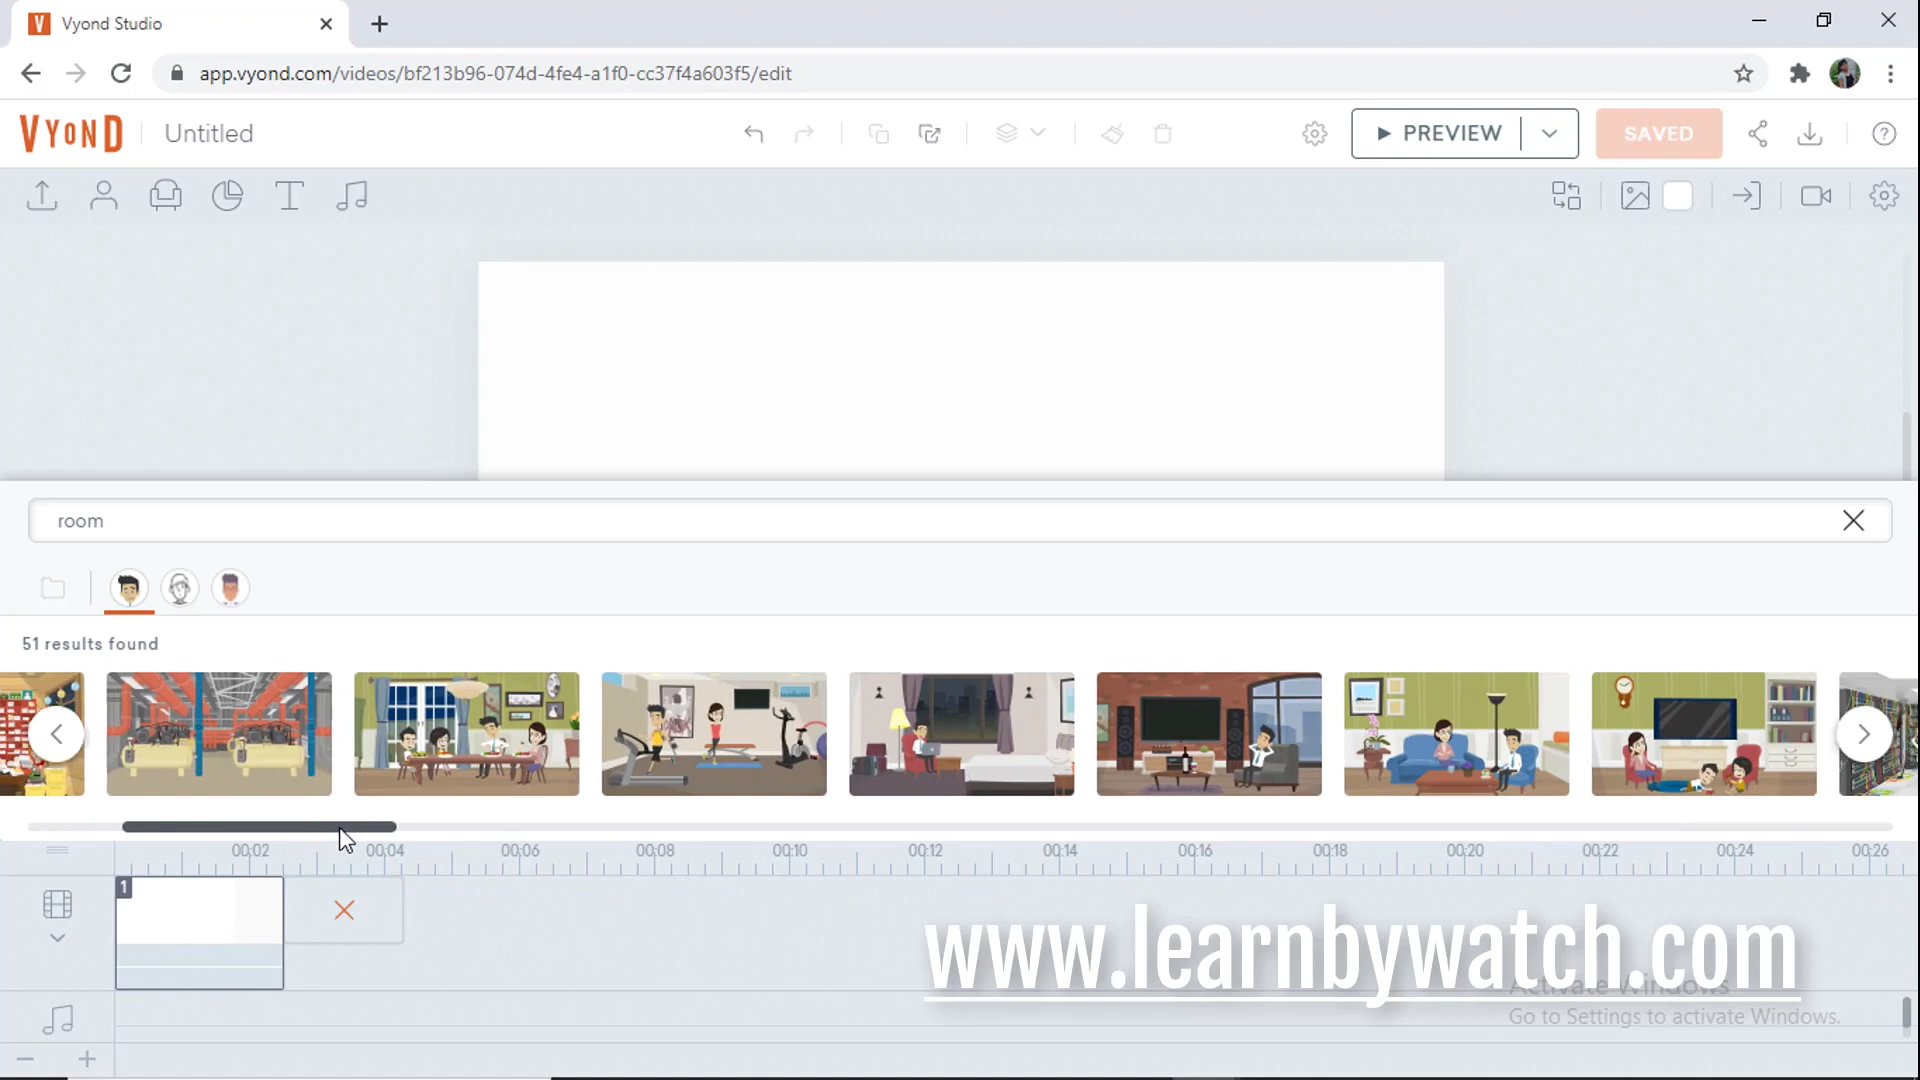 Vyond Studio
app.vyond.com/videos/bf213b96-074d-4fe4-a1f0-cc37f4a603f5/edit
VYOND
Untitled
PREVIEW
SAVED
room
51 results found
00:02 00:04 00:06 00:08 00:10 00:12 00:14 00:16 00:18 00:20 00:22 00:24 00:26
1
www.learnbywatch.com
Activate Windows
Go to Settings to activate Windows.